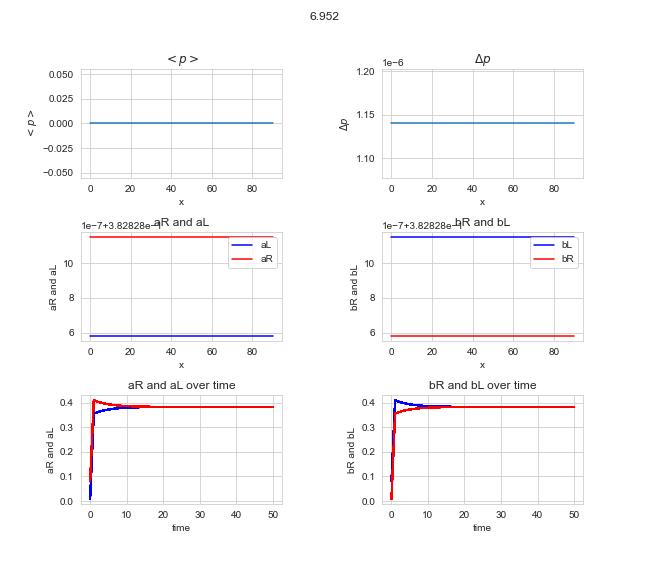 6.952
< p >
Δp
1e−6
0.050
0.025
0.000
−0.025
−0.050
< p >
0 20 40 60 80
x
1.20
1.15
1.10
Δp
0 20 40 60 80
x
1e−7+3.82828e−1
aR and aL
10
8
6
aR and aL
aL
aR
0 20 40 60 80
x
1e−7+3.82828e−1
bR and bL
10
8
6
bR and bL
bL
bR
0 20 40 60 80
x
aR and aL over time
0.4
0.3
0.2
0.1
0.0
aR and aL
0 10 20 30 40 50
time
bR and bL over time
0.4
0.3
0.2
0.1
0.0
bR and bL
0 10 20 30 40 50
time